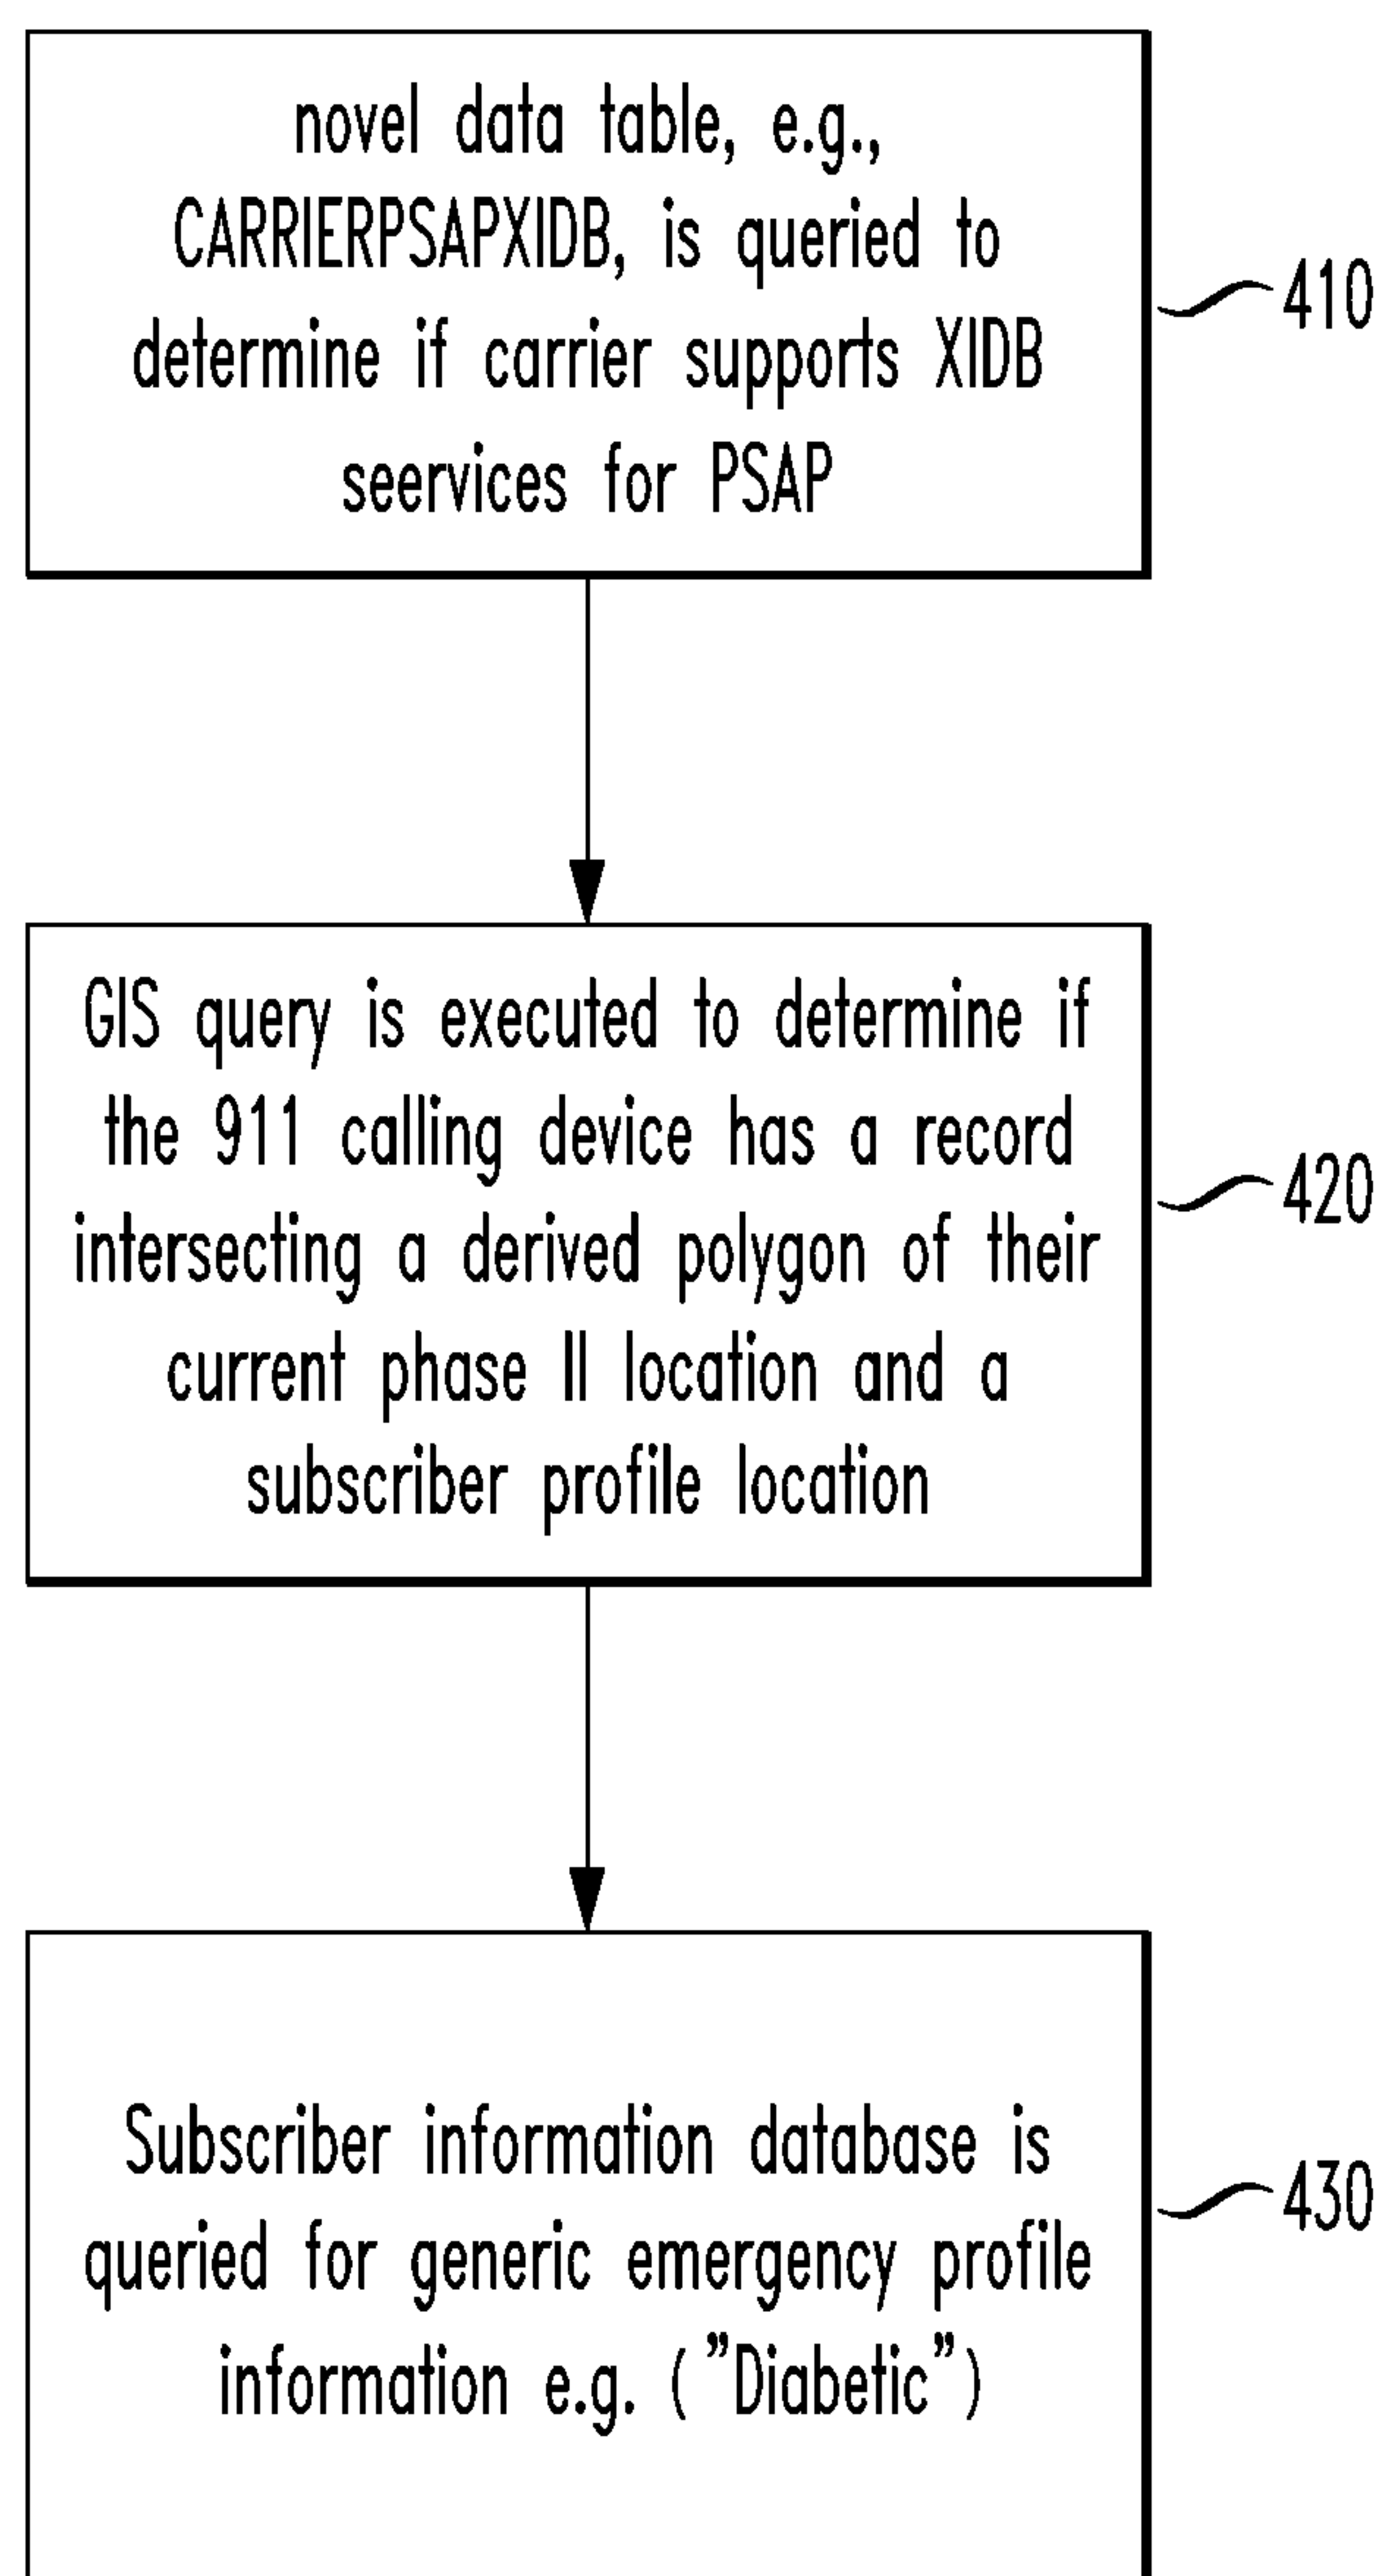 novel data table, e.g.,
CARRIERPSAPXIDB, is queried to
determine if carrier supports XIDB
seervices for PSAP
410
GIS query is executed to determine if
the 911 calling device has a record
intersecting a derived polygon of their
current phase II location and a
subscriber profile location
420
Subscriber information database is
queried for generic emergency profile
information e.g. ("Diabetic")
430